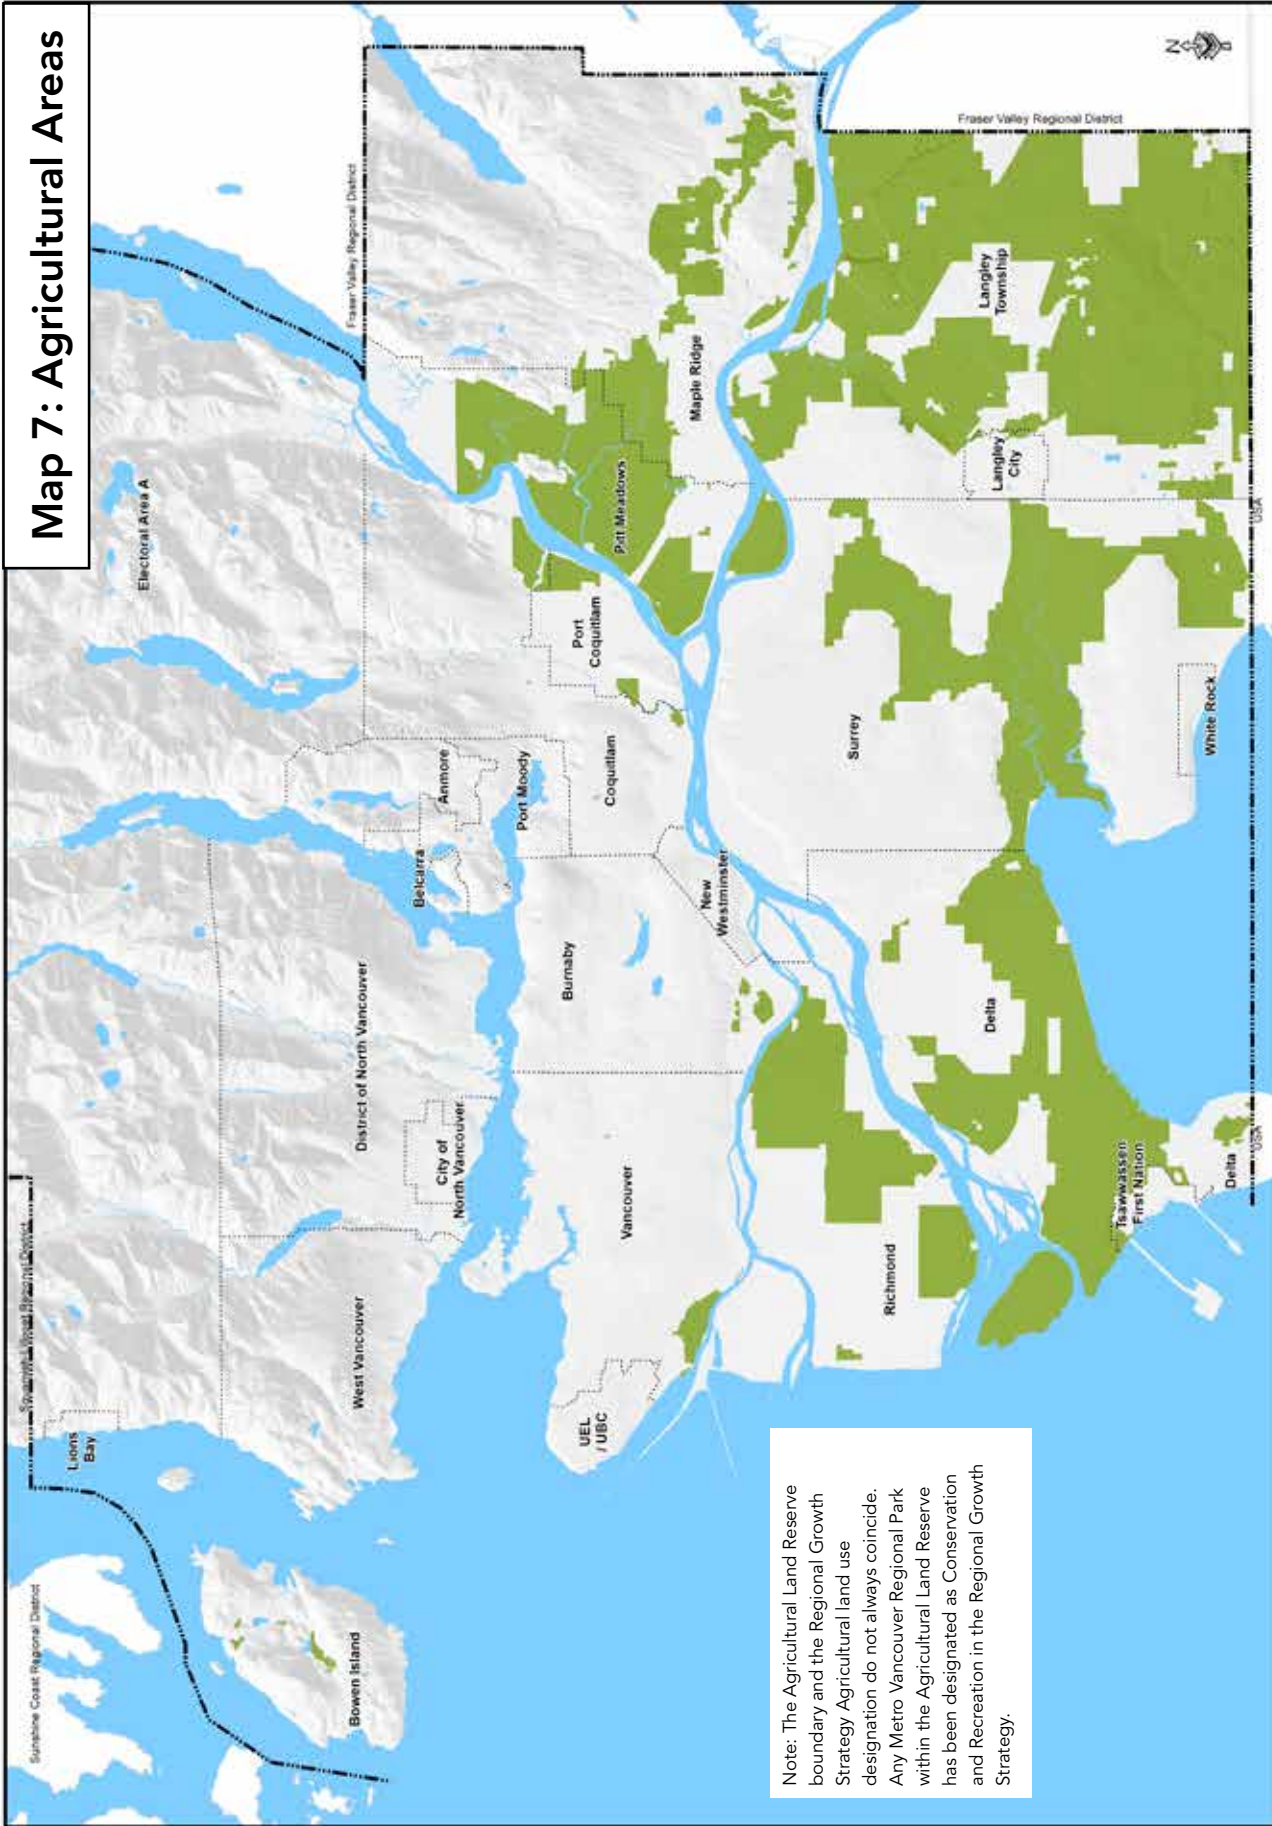 Map 7: Agricultural Areas
Sunshine Coast Regional District
Squamish Lillooet Regional District
Lions
Bay
Bowen Island
Electoral Area A
Fraser Valley Regional District
West Vancouver
District of North Vancouver
City of
North Vancouver
Belcarra
Anmore
Port Moody
Port
Coquitlam
Coquitlam
Pitt Meadows
Maple Ridge
UEL
/ UBC
Vancouver
Burnaby
New
Westminster
Richmond
Surrey
Delta
Langley
City
Langley
Township
Fraser Valley Regional District
Tsawwassen
First Nation
Delta
White Rock
USA
USA
N
Note: The Agricultural Land Reserve
boundary and the Regional Growth
Strategy Agricultural land use
designation do not always coincide.
Any Metro Vancouver Regional Park
within the Agricultural Land Reserve
has been designated as Conservation
and Recreation in the Regional Growth
Strategy.